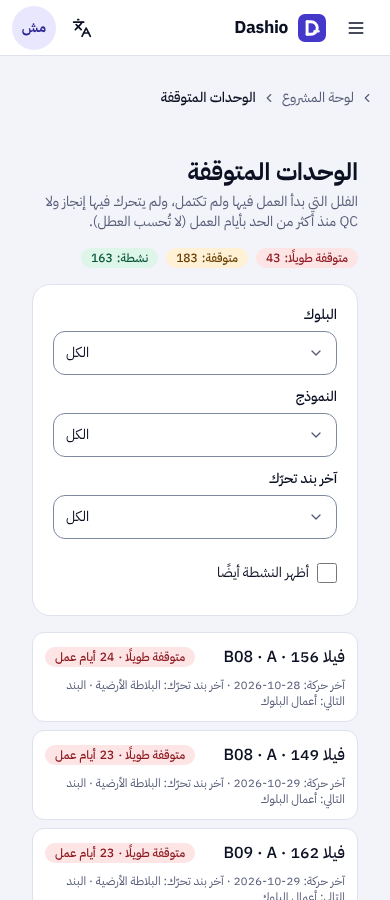 Dashio
مش
لوحة المشروع
الوحدات المتوقفة
الوحدات المتوقفة
الفلل التي بدأ العمل فيها ولم تكتمل، ولم يتحرك فيها إنجاز ولا
QC منذ أكثر من الحد بأيام العمل (لا تُحسب العطل).
متوقفة طويلًا: 43
متوقفة: 183
نشطة: 163
البلوك
الكل
النموذج
الكل
آخر بند تحرّك
الكل
أظهر النشطة أيضًا
فيلا 156 · B08 · A
متوقفة طويلًا · 24 أيام عمل
آخر حركة: 28-10-2026 · آخر بند تحرّك: البلاطة الأرضية · البند
التالي: أعمال البلوك
فيلا 149 · B08 · A
متوقفة طويلًا · 23 أيام عمل
آخر حركة: 29-10-2026 · آخر بند تحرّك: البلاطة الأرضية · البند
التالي: أعمال البلوك
فيلا 162 · B09 · A
متوقفة طويلًا · 23 أيام عمل
آخر حركة: 29-10-2026 · آخر بند تحرّك: البلاطة الأرضية · البند
التالي: أعمال البلوك